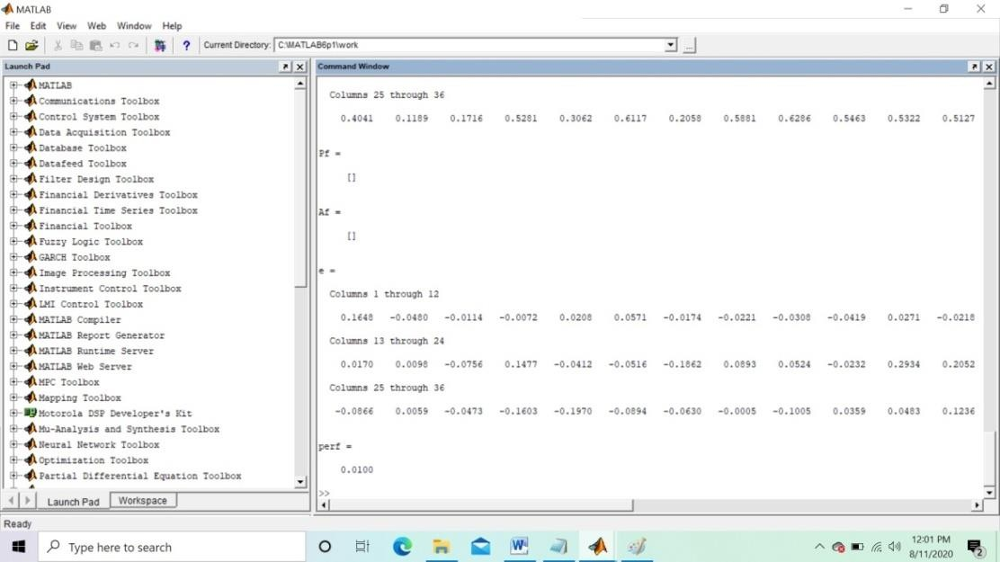 MATLAB
File Edit View Web Window Help
? Current Directory: C:\MATLAB6p1\work ...
Launch Pad
MATLAB
Communications Toolbox
Control System Toolbox
Data Acquisition Toolbox
Database Toolbox
Datafeed Toolbox
Filter Design Toolbox
Financial Derivatives Toolbox
Financial Time Series Toolbox
Financial Toolbox
Fuzzy Logic Toolbox
GARCH Toolbox
Image Processing Toolbox
Instrument Control Toolbox
LMI Control Toolbox
MATLAB Compiler
MATLAB Report Generator
MATLAB Runtime Server
MATLAB Web Server
MPC Toolbox
Mapping Toolbox
Motorola DSP Developer's Kit
Mu-Analysis and Synthesis Toolbox
Neural Network Toolbox
Optimization Toolbox
Partial Differential Equation Toolbox
Launch Pad Workspace
Command Window
Columns 25 through 36
0.4041 0.1189 0.1716 0.5281 0.3062 0.6117 0.2058 0.5881 0.6286 0.5463 0.5322 0.5127
Pf =
[]
Af =
[]
e =
Columns 1 through 12
0.1648 -0.0480 -0.0114 -0.0072 0.0208 0.0571 -0.0174 -0.0221 -0.0308 -0.0419 0.0271 -0.0218
Columns 13 through 24
0.0170 0.0098 -0.0756 0.1477 -0.0412 -0.0516 -0.1862 0.0893 0.0524 -0.0232 0.2934 0.2052
Columns 25 through 36
-0.0866 0.0059 -0.0473 -0.1603 -0.1970 -0.0894 -0.0630 -0.0005 -0.1005 0.0359 0.0483 0.1236
perf =
0.0100
>>
Ready
Type here to search
12:01 PM
8/11/2020
2